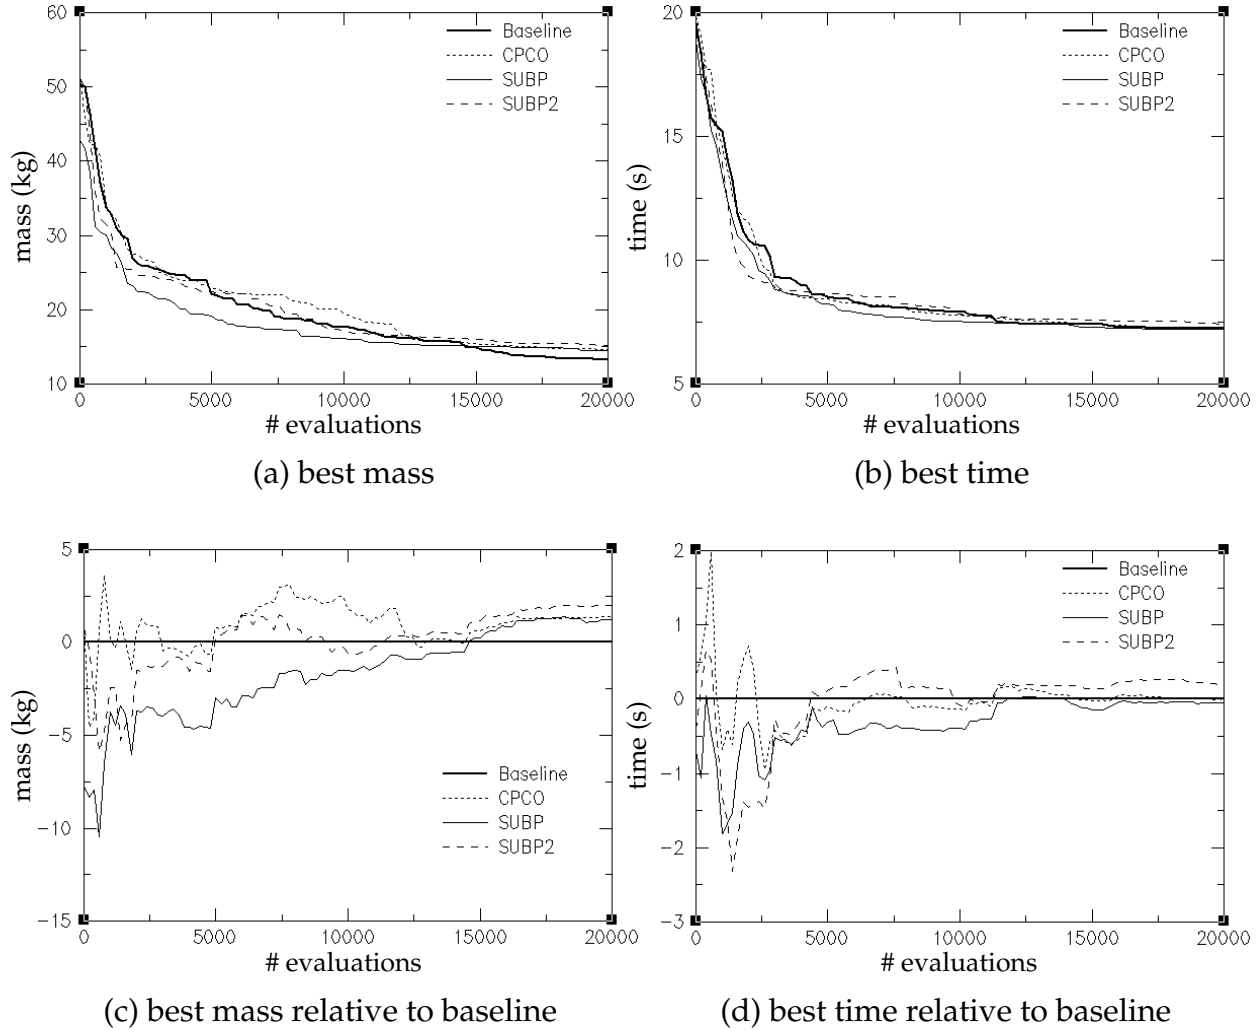 60
50
40
30
20
10
mass (kg)
Baseline
CPCO
SUBP
SUBP2
0
5000
10000
15000
20000
# evaluations
(a) best mass
20
15
10
5
time (s)
Baseline
CPCO
SUBP
SUBP2
0
5000
10000
15000
20000
# evaluations
(b) best time
5
0
-5
-10
-15
mass (kg)
Baseline
CPCO
SUBP
SUBP2
0
5000
10000
15000
20000
# evaluations
(c) best mass relative to baseline
2
1
0
-1
-2
-3
time (s)
Baseline
CPCO
SUBP
SUBP2
0
5000
10000
15000
20000
# evaluations
(d) best time relative to baseline